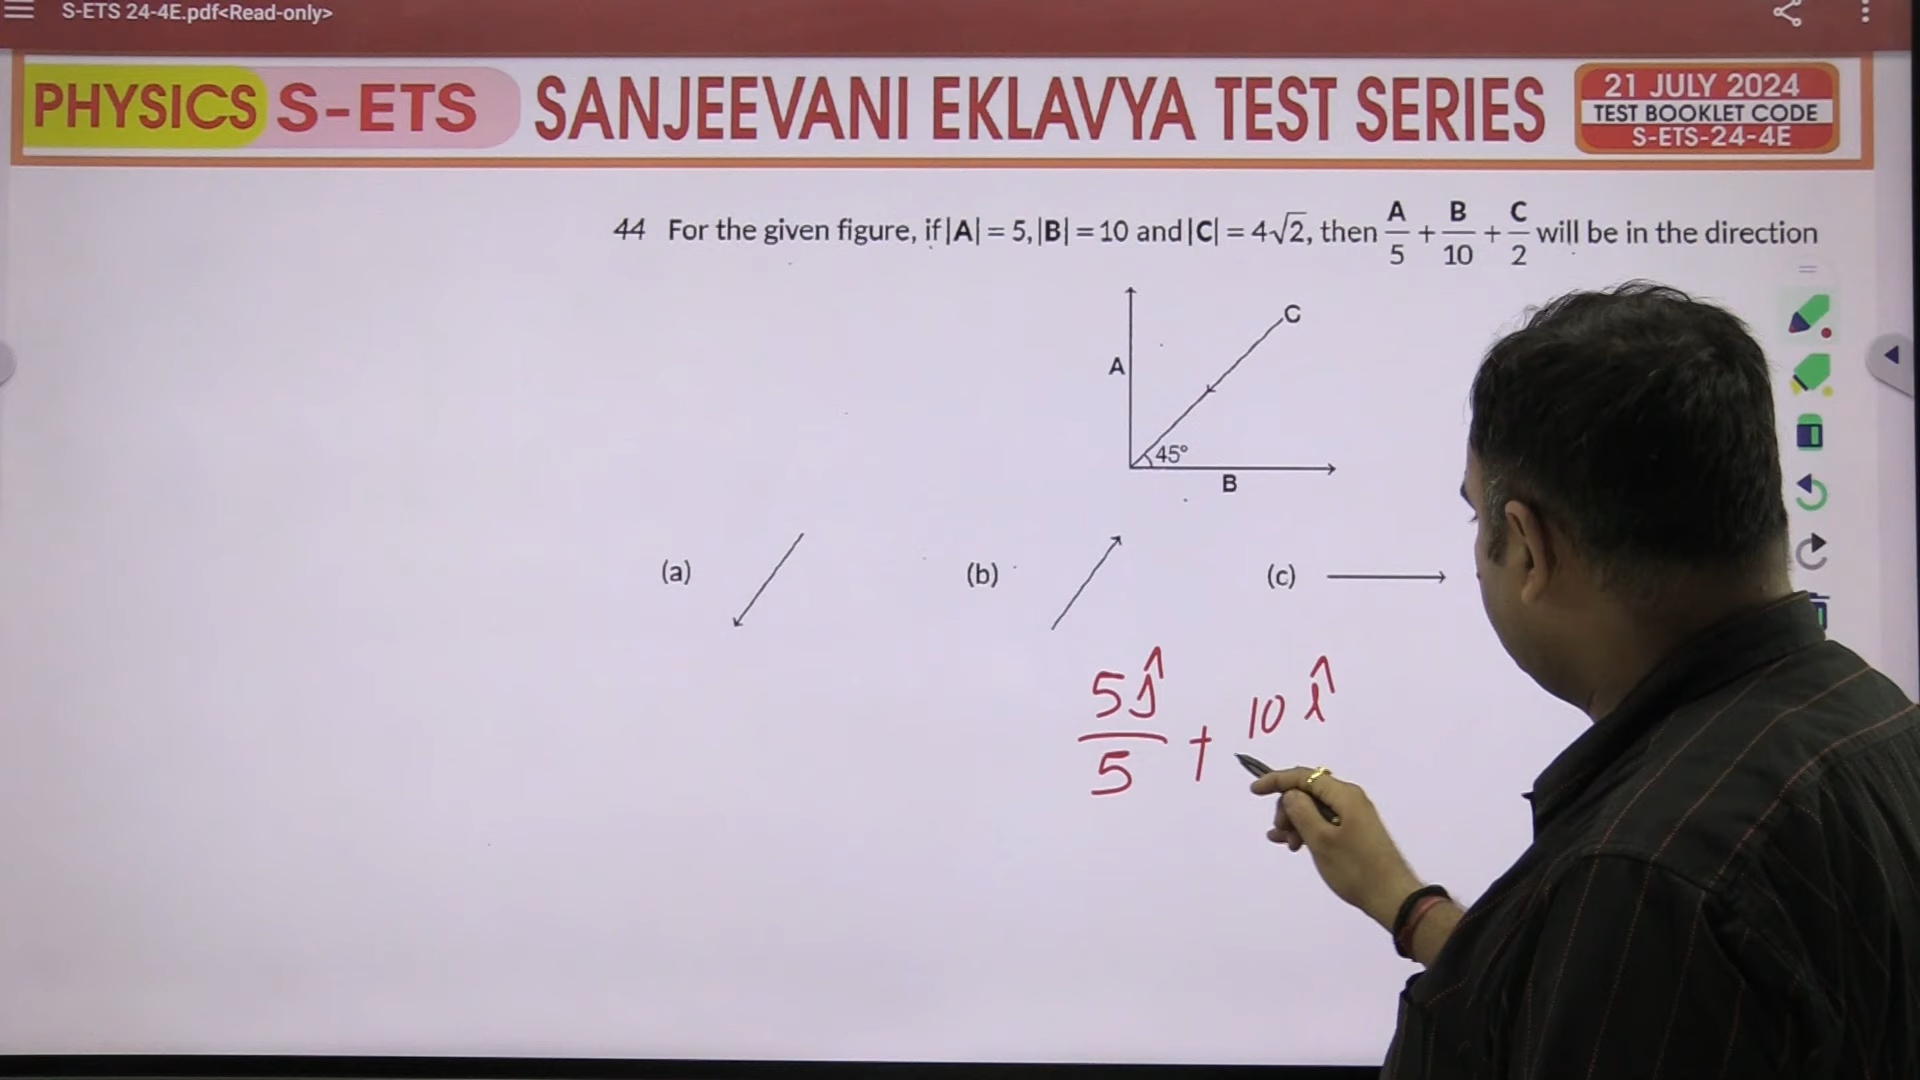 S-ETS 24-4E.pdf<Read-only>
PHYSICS S-ETS SANJEEVANI EKLAVYA TEST SERIES
21 JULY 2024
TEST BOOKLET CODE
S-ETS-24-4E
44 For the given figure, if |A| = 5, |B| = 10 and |C| = 4√2, then A/5 + B/10 + C/2 will be in the direction
C
A
45°
B
(a) (b) (c)
5ĵ/5 + 10 î